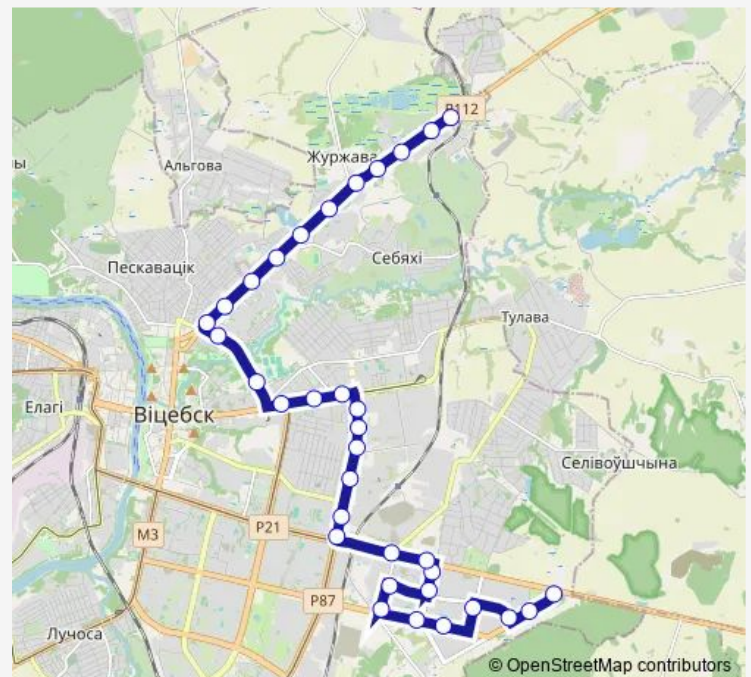 Р112
Журжава
Альгова
Себяхі
Пескавацік
Тулава
Елагі
Віцебск
Селівоўшчына
М3
Р21
Р87
Лучоса
© OpenStreetMap contributors